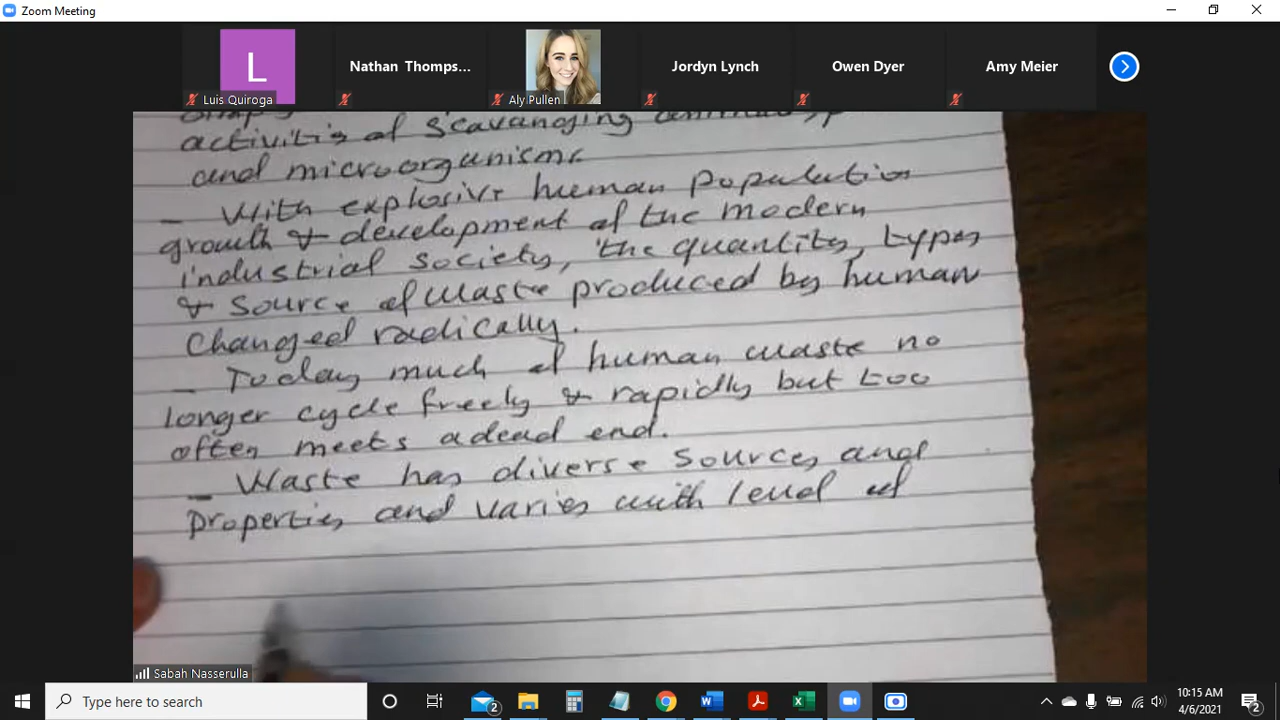 Zoom Meeting
L
Luis Quiroga
Nathan Thomps...
Aly Pullen
Jordyn Lynch
Owen Dyer
Amy Meier
activitis of scavanging
and microorganisms
- With explosive human population
growth & development of the modern
industrial society, the quantity, types
& source of waste produced by human
changed radically.
- Today much of human waste no
longer cycle freely & rapidly but too
often meets a dead end.
- Waste has diverse sources and
properties and varies with level of
Sabah Nasserulla
Type here to search
2
10:15 AM
4/6/2021
2